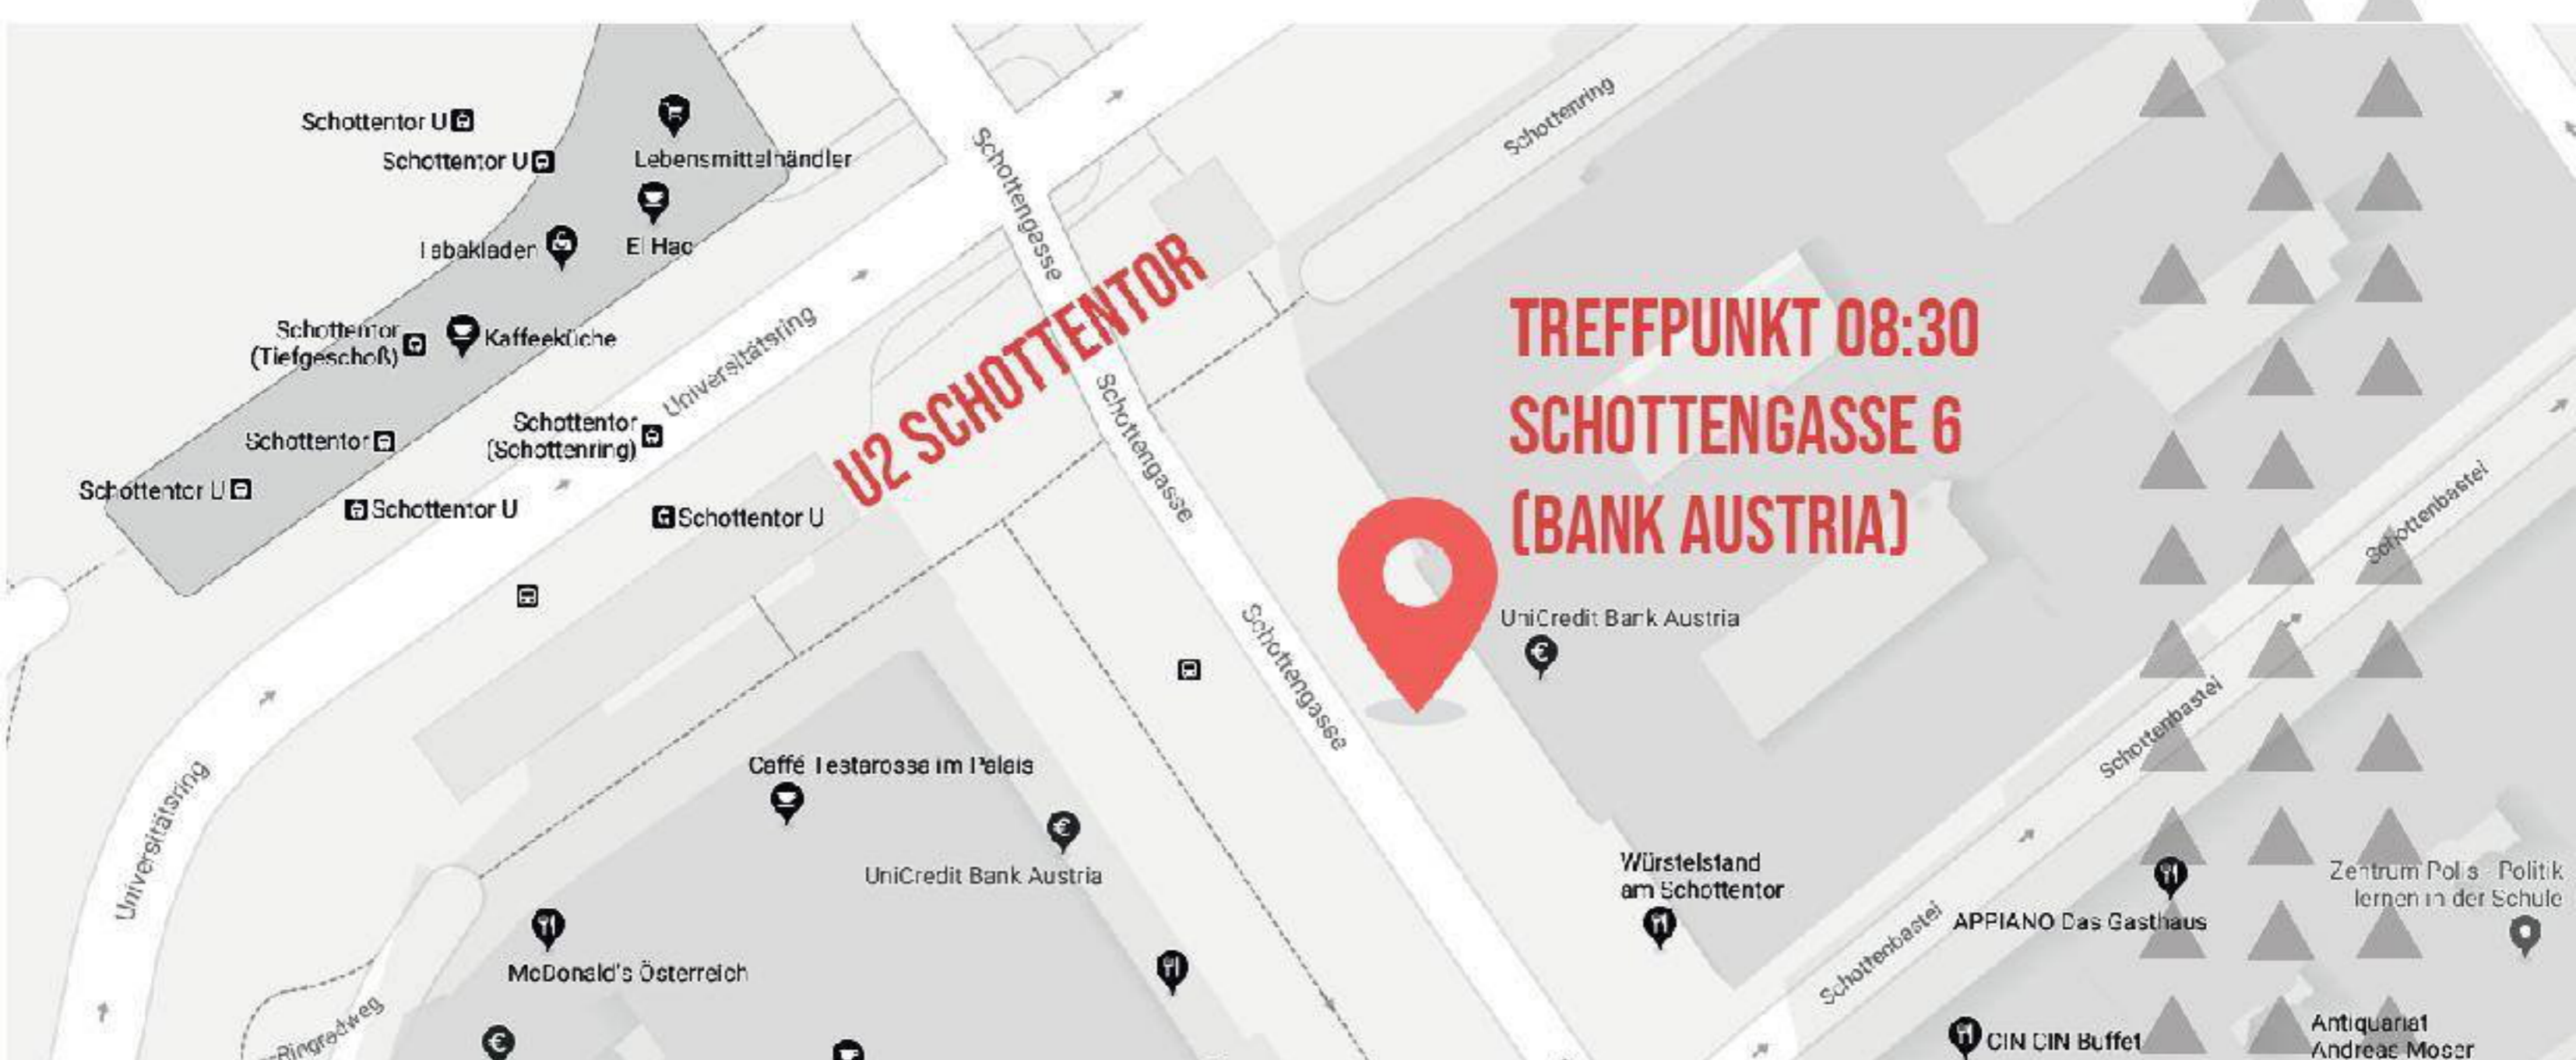 Schottentor U
Schottentor U
Lebensmittelhändler
Tabakladen
El Hac
Schottentor
(Tiefgeschoß)
Kaffeeküche
Schottentor
Schottentor
(Schottenring)
Schottentor U
Schottentor U
Schottentor U
Universitätsring
Universitätsring
U2 SCHOTTENTOR
Schottengasse
Schottengasse
Schottengasse
Schottenring
TREFFPUNKT 08:30
SCHOTTENGASSE 6
(BANK AUSTRIA)
UniCredit Bank Austria
Caffé Testarossa im Palais
UniCredit Bank Austria
McDonald's Österreich
Ringradweg
Würstelstand
am Schottentor
Schottenbastei
Schottenbastei
Schottenbastei
APPIANO Das Gasthaus
Zentrum Polis - Politik
lernen in der Schule
CIN CIN Buffet
Antiquariat
Andreas Moser